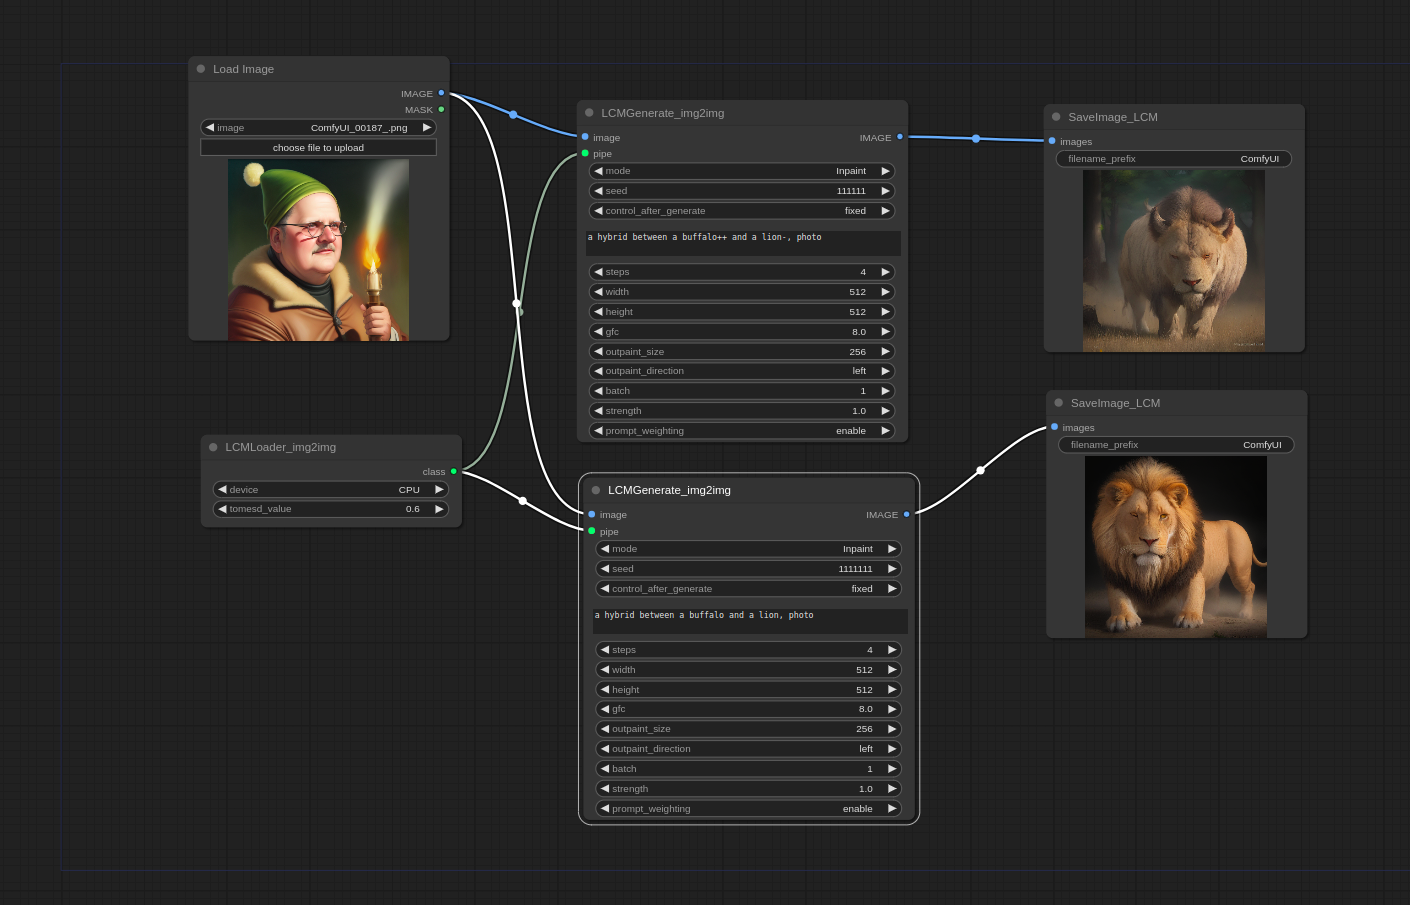 Load Image
IMAGE
MASK
image ComfyUI_00187_.png
choose file to upload
LCMLoader_img2img
class
device CPU
tomesd_value 0.6
LCMGenerate_img2img
image IMAGE
pipe
mode Inpaint
seed 111111
control_after_generate fixed
a hybrid between a buffalo++ and a lion-, photo
steps 4
width 512
height 512
gfc 8.0
outpaint_size 256
outpaint_direction left
batch 1
strength 1.0
prompt_weighting enable
LCMGenerate_img2img
image IMAGE
pipe
mode Inpaint
seed 1111111
control_after_generate fixed
a hybrid between a buffalo and a lion, photo
steps 4
width 512
height 512
gfc 8.0
outpaint_size 256
outpaint_direction left
batch 1
strength 1.0
prompt_weighting enable
SaveImage_LCM
images
filename_prefix ComfyUI
SaveImage_LCM
images
filename_prefix ComfyUI